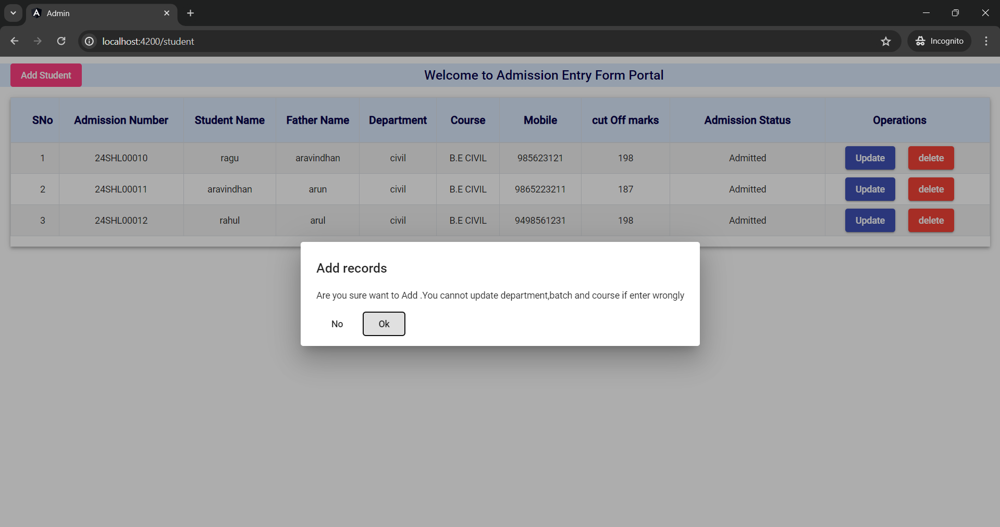 Admin
localhost:4200/student
Incognito
Add Student
Welcome to Admission Entry Form Portal
SNo Admission Number Student Name Father Name Department Course Mobile cut Off marks Admission Status Operations
1 24SHL00010 ragu aravindhan civil B.E CIVIL 985623121 198 Admitted Update delete
2 24SHL00011 aravindhan arun civil B.E CIVIL 9865223211 187 Admitted Update delete
3 24SHL00012 rahul arul civil B.E CIVIL 9498561231 198 Admitted Update delete
Add records
Are you sure want to Add .You cannot update department,batch and course if enter wrongly
No Ok